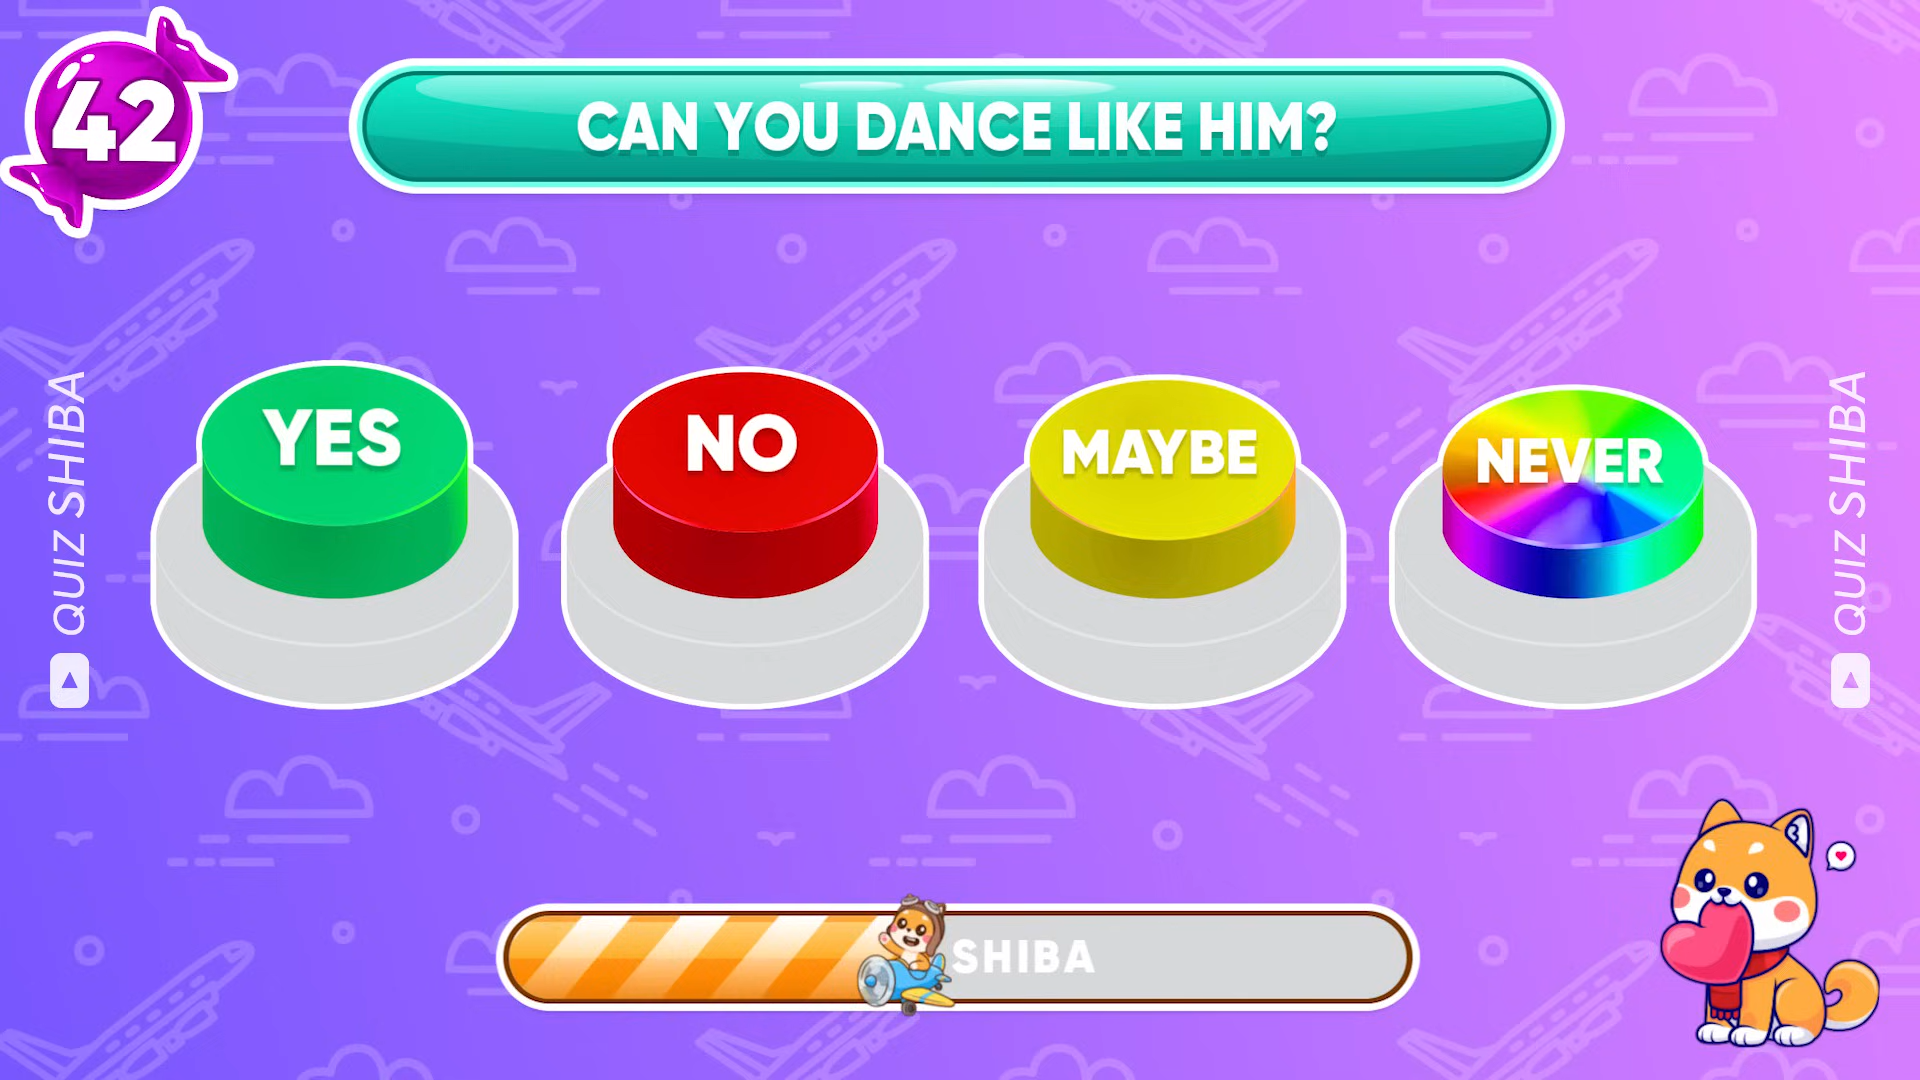 42
CAN YOU DANCE LIKE HIM?
YES
NO
MAYBE
NEVER
QUIZ SHIBA
QUIZ SHIBA
SHIBA